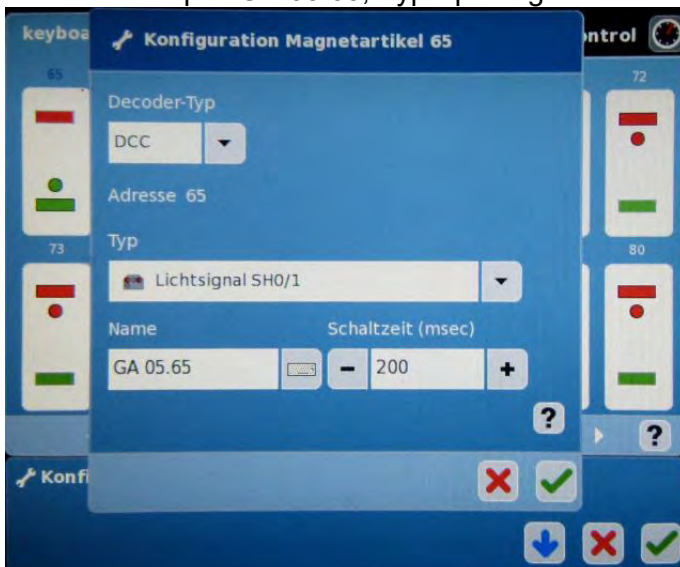 keyboa
Konfiguration Magnetartikel 65
ntrol
65
72
Decoder-Typ
DCC
Adresse 65
73
80
Typ
Lichtsignal SH0/1
Name
Schaltzeit (msec)
GA 05.65
- 200 +
?
?
Konfi